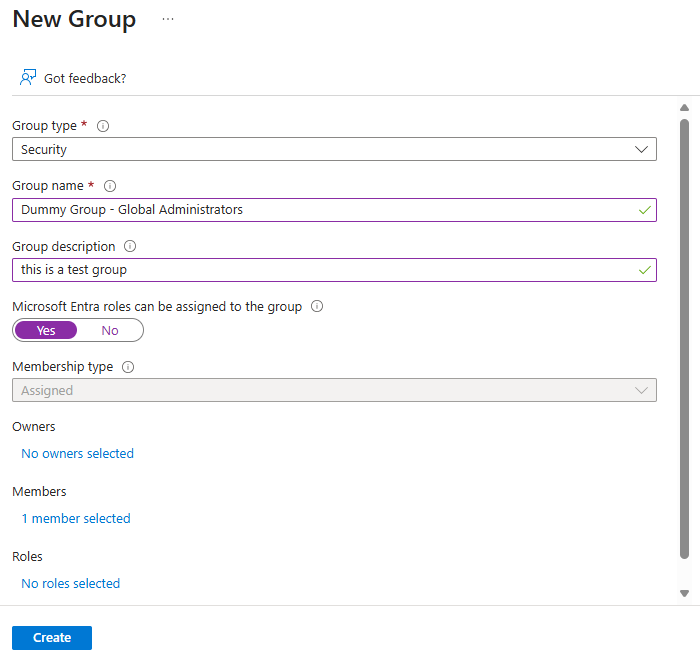 New Group ...
Got feedback?
Group type *
Security
Group name *
Dummy Group - Global Administrators
Group description
this is a test group
Microsoft Entra roles can be assigned to the group
Yes No
Membership type
Assigned
Owners
No owners selected
Members
1 member selected
Roles
No roles selected
Create